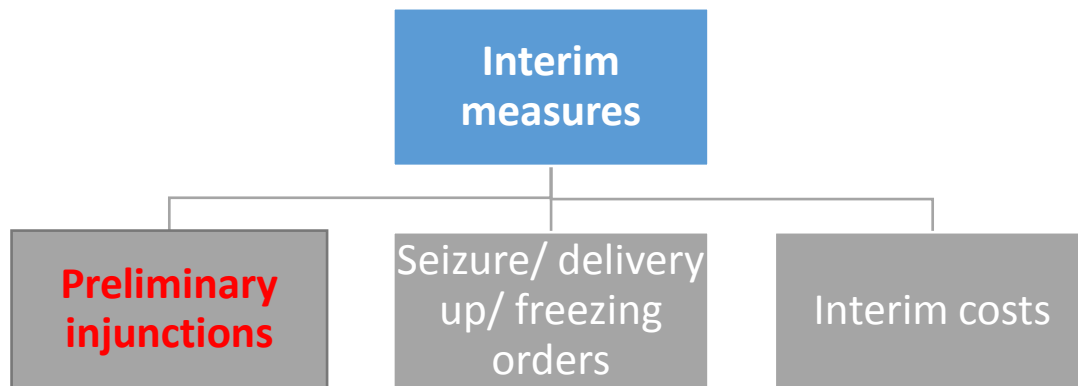 Interim
measures
Preliminary
injunctions
Seizure/ delivery
up/ freezing
orders
Interim costs